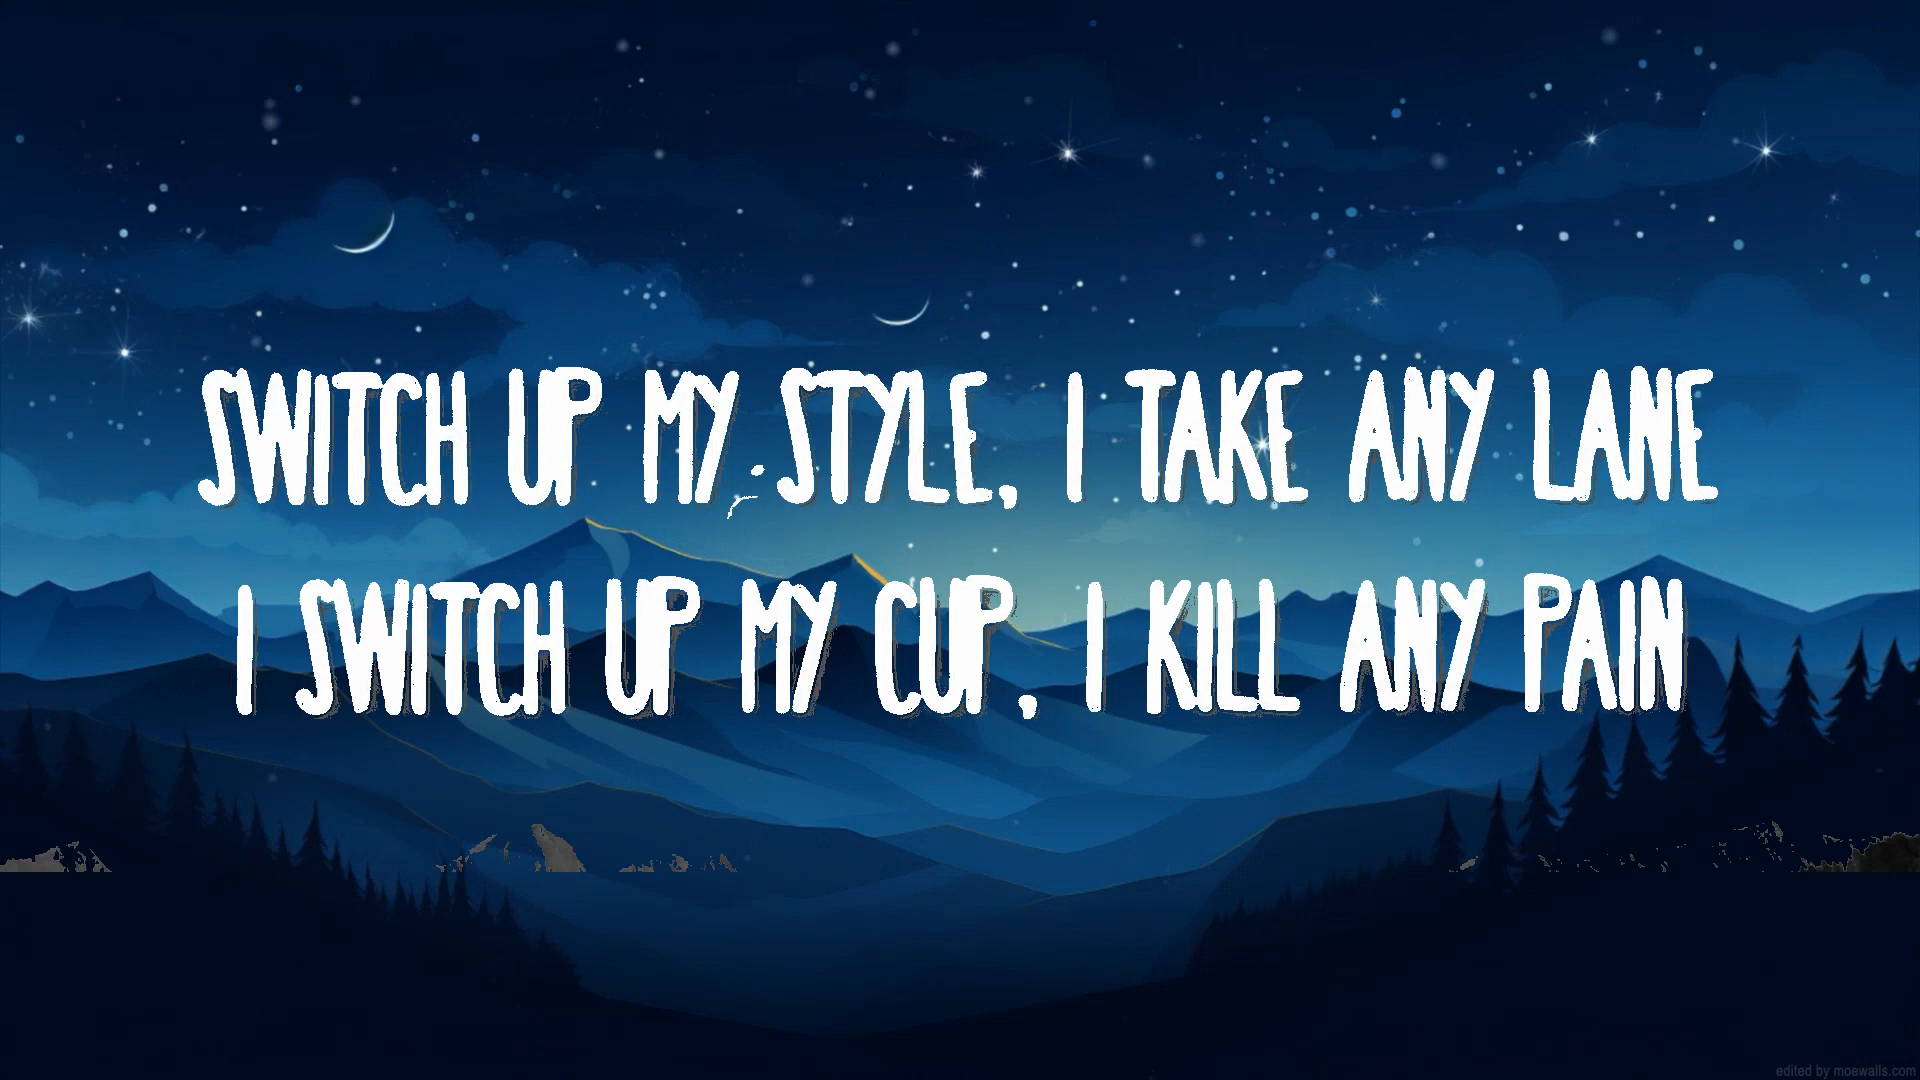 SWITCH UP MY STYLE, I TAKE ANY LANE
I SWITCH UP MY CUP, I KILL ANY PAIN
edited by moewalls.com